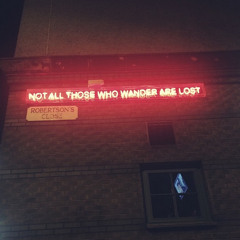 NOT ALL THOSE WHO WANDER ARE LOST
ROBERTSON'S
CLOSE